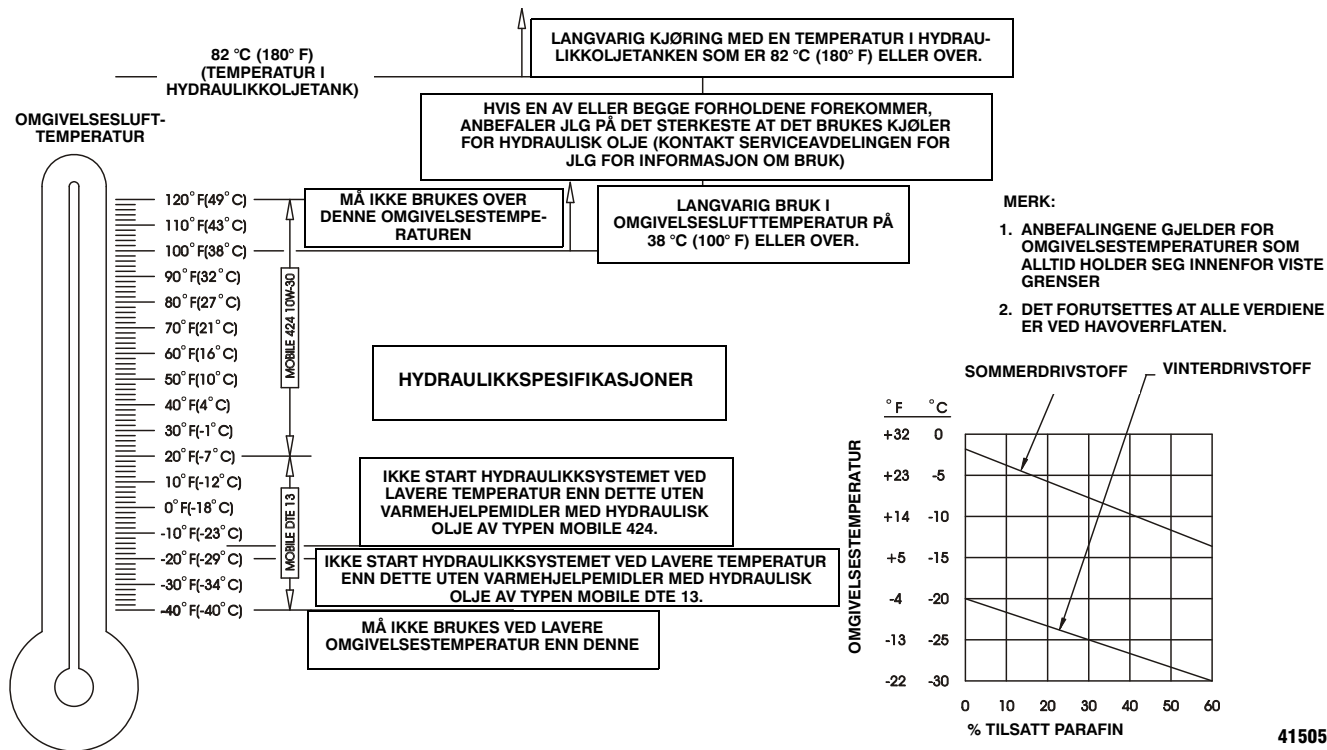 82 °C (180° F)
(TEMPERATUR I
HYDRAULIKKOLJETANK)
LANGVARIG KJØRING MED EN TEMPERATUR I HYDRAU-
LIKKOLJETANKEN SOM ER 82 °C (180° F) ELLER OVER.
HVIS EN AV ELLER BEGGE FORHOLDENE FOREKOMMER,
ANBEFALER JLG PÅ DET STERKESTE AT DET BRUKES KJØLER
FOR HYDRAULISK OLJE (KONTAKT SERVICEAVDELINGEN FOR
JLG FOR INFORMASJON OM BRUK)
OMGIVELSESLUFT-
TEMPERATUR
120°F(49°C)
110°F(43°C)
100°F(38°C)
90°F(32°C)
80°F(27°C)
70°F(21°C)
60°F(16°C)
50°F(10°C)
40°F(4°C)
30°F(-1°C)
20°F(-7°C)
10°F(-12°C)
0°F(-18°C)
-10°F(-23°C)
-20°F(-29°C)
-30°F(-34°C)
-40°F(-40°C)
MOBILE 424 10W-30
MOBILE DTE 13
MÅ IKKE BRUKES OVER
DENNE OMGIVELSESTEMPE-
RATUREN
LANGVARIG BRUK I
OMGIVELSESLUFTTEMPERATUR PÅ
38 °C (100° F) ELLER OVER.
HYDRAULIKKSPESIFIKASJONER
IKKE START HYDRAULIKKSYSTEMET VED
LAVERE TEMPERATUR ENN DETTE UTEN
VARMEHJELPEMIDLER MED HYDRAULISK
OLJE AV TYPEN MOBILE 424.
IKKE START HYDRAULIKKSYSTEMET VED LAVERE TEMPERATUR
ENN DETTE UTEN VARMEHJELPEMIDLER MED HYDRAULISK
OLJE AV TYPEN MOBILE DTE 13.
MÅ IKKE BRUKES VED LAVERE
OMGIVELSESTEMPERATUR ENN DENNE
MERK:
1. ANBEFALINGENE GJELDER FOR
OMGIVELSESTEMPERATURER SOM
ALLTID HOLDER SEG INNENFOR VISTE
GRENSER
2. DET FORUTSETTES AT ALLE VERDIENE
ER VED HAVOVERFLATEN.
SOMMERDRIVSTOFF
VINTERDRIVSTOFF
°F °C
+32 0
+23 -5
+14 -10
+5 -15
-4 -20
-13 -25
-22 -30
OMGIVELSESTEMPERATUR
0 10 20 30 40 50 60
% TILSATT PARAFIN
41505